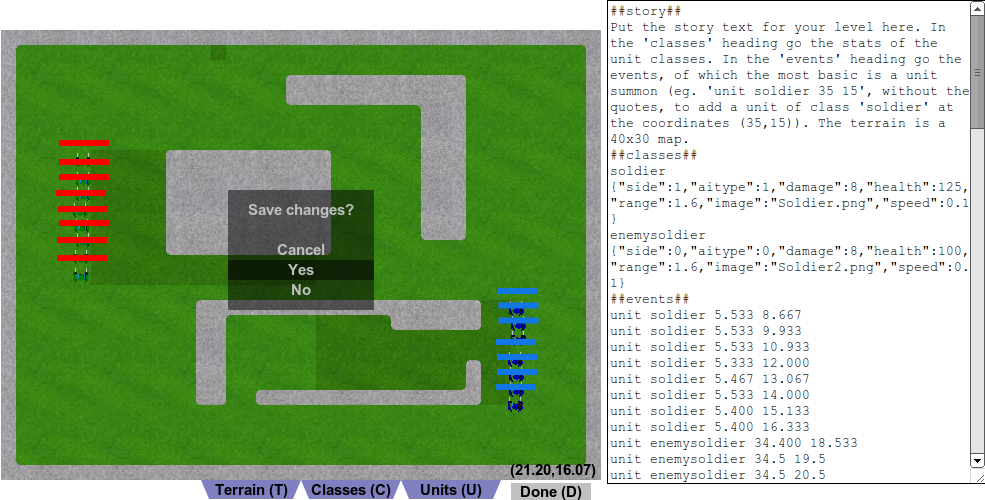 Save changes?
Cancel
Yes
No
(21.20,16.07)
Terrain (T)
Classes (C)
Units (U)
Done (D)
##story##
Put the story text for your level here. In
the 'classes' heading go the stats of the
unit classes. In the 'events' heading go the
events, of which the most basic is a unit
summon (eg. 'unit soldier 35 15', without the
quotes, to add a unit of class 'soldier' at
the coordinates (35,15)). The terrain is a
40x30 map.
##classes##
soldier
{"side":1,"aitype":1,"damage":8,"health":125,
"range":1.6,"image":"Soldier.png","speed":0.1
}
enemysoldier
{"side":0,"aitype":0,"damage":8,"health":100,
"range":1.6,"image":"Soldier2.png","speed":0.
1}
##events##
unit soldier 5.533 8.667
unit soldier 5.533 9.933
unit soldier 5.533 10.933
unit soldier 5.333 12.000
unit soldier 5.467 13.067
unit soldier 5.533 14.000
unit soldier 5.400 15.133
unit soldier 5.400 16.333
unit enemysoldier 34.400 18.533
unit enemysoldier 34.5 19.5
unit enemysoldier 34.5 20.5